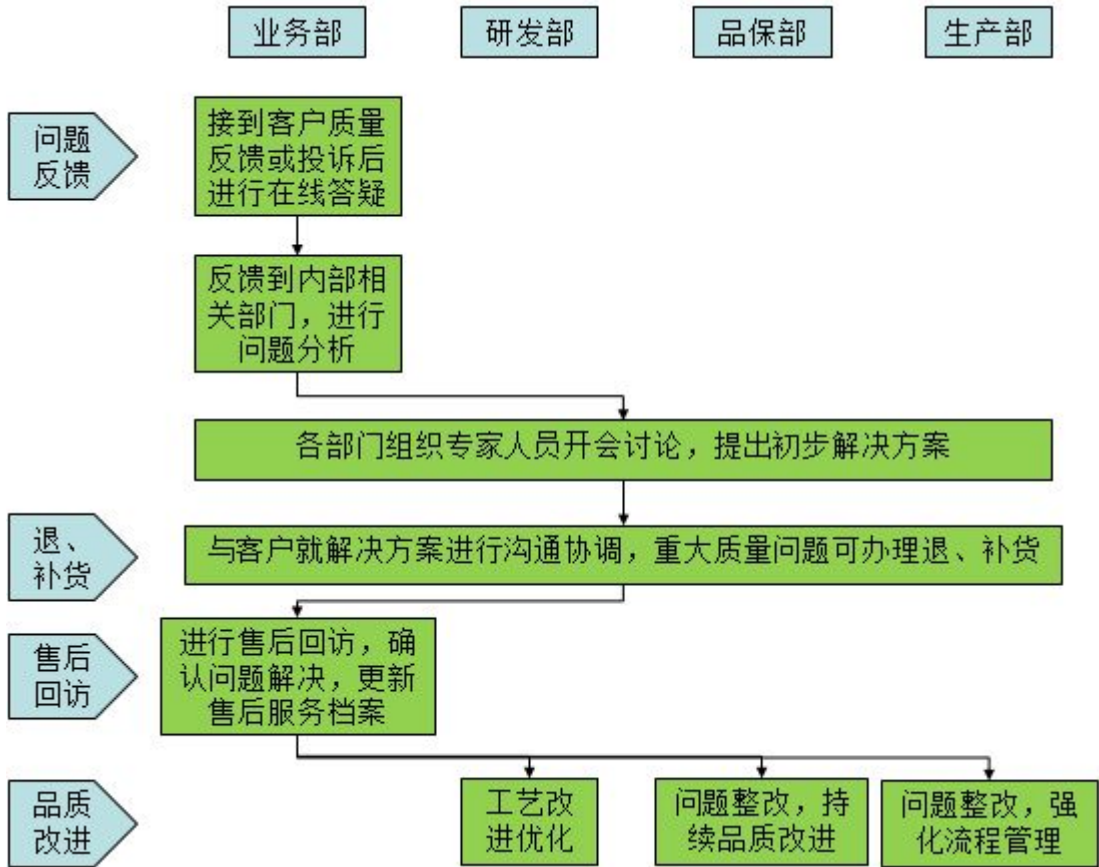 业务部
研发部
品保部
生产部
问题
反馈
接到客户质量
反馈或投诉后
进行在线答疑
反馈到内部相
关部门，进行
问题分析
各部门组织专家人员开会讨论，提出初步解决方案
退、
补货
与客户就解决方案进行沟通协调，重大质量问题可办理退、补货
售后
回访
进行售后回访，确
认问题解决，更新
售后服务档案
品质
改进
工艺改
进优化
问题整改，持
续品质改进
问题整改，强
化流程管理